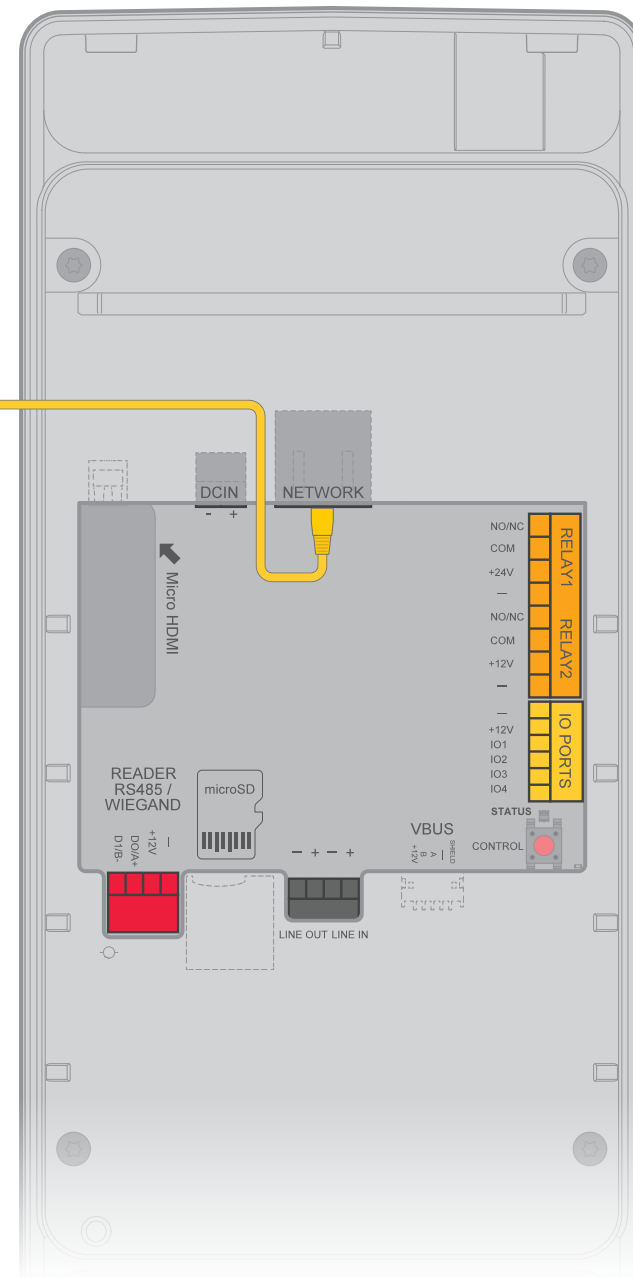 DCIN
- +
NETWORK
Micro HDMI
NO/NC
COM
+24V
—
RELAY1
NO/NC
COM
+12V
—
RELAY2
—
+12V
IO1
IO2
IO3
IO4
IO PORTS
STATUS
CONTROL
READER
RS485 /
WIEGAND
D1/B-
DO/A+
+12V
—
microSD
- + - +
LINE OUT LINE IN
VBUS
+12V
B
A
—
SHIELD